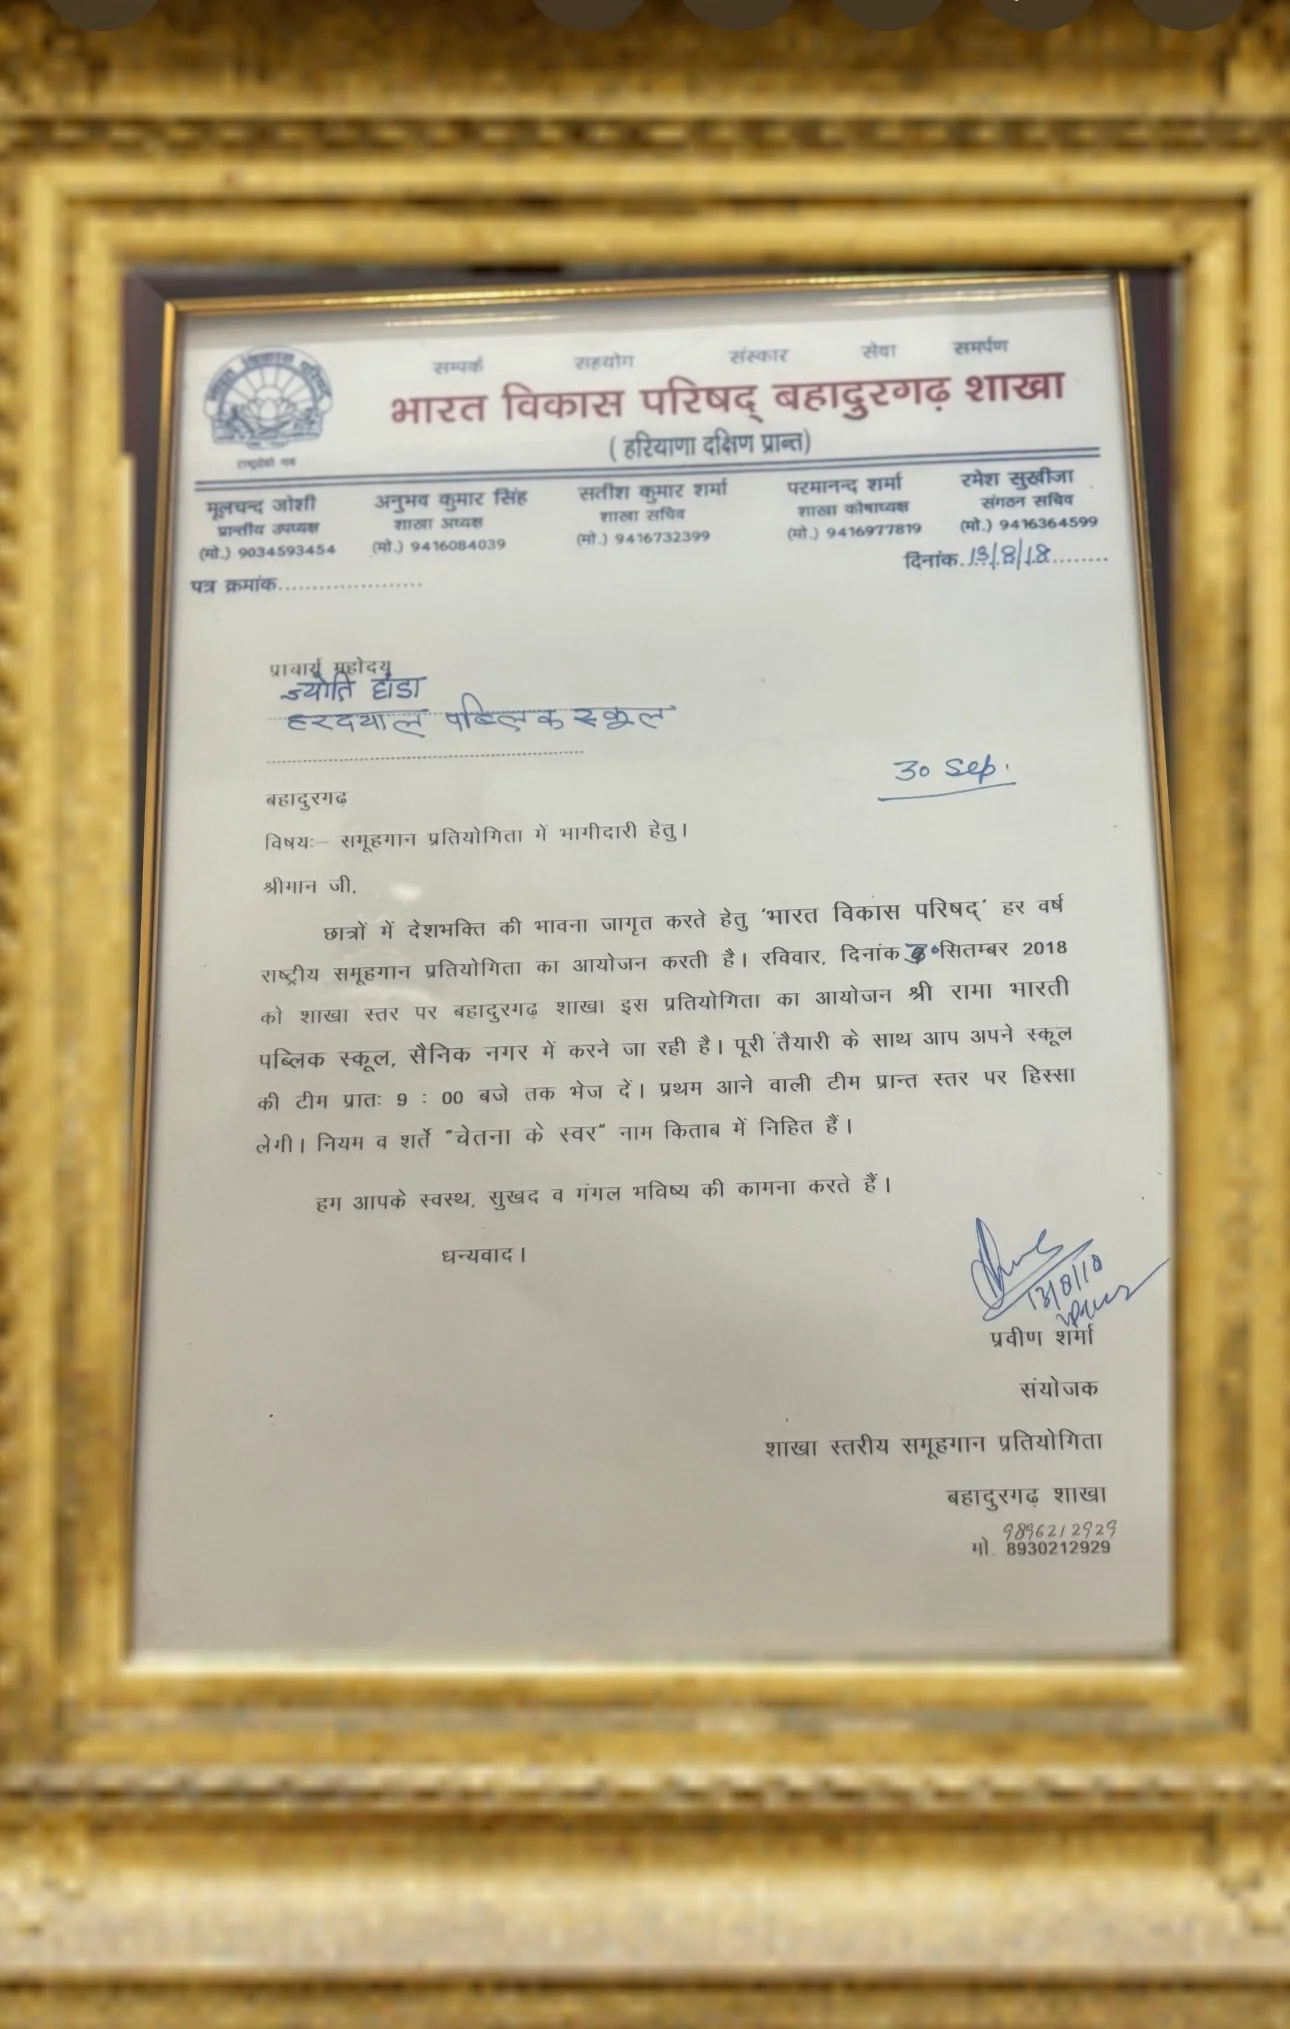 सम्पर्क सहयोग संस्कार सेवा समर्पण
भारत विकास परिषद्
भारत विकास परिषद् बहादुरगढ़ शाखा
( हरियाणा दक्षिण प्रान्त)
मूलचन्द जोशी अनुभव कुमार सिंह सतीश कुमार शर्मा परमानन्द शर्मा रमेश सुखीजा
प्रान्तीय उपध्यक्ष शाखा अध्यक्ष शाखा सचिव शाखा कोषाध्यक्ष संगठन सचिव
(मो.) 9034593454 (मो.) 9416084039 (मो.) 9416732399 (मो.) 9416977819 (मो.) 9416364599
पत्र क्रमांक..................... दिनांक.13/8/18........
प्राचार्य महोदय
ज्योति हांडा
हरदयाल पब्लिक स्कूल
30 Sep.
बहादुरगढ़
विषयः– समूहगान प्रतियोगिता में भागीदारी हेतु।
श्रीमान जी,
छात्रों में देशभक्ति की भावना जागृत करते हेतु 'भारत विकास परिषद्' हर वर्ष
राष्ट्रीय समूहगान प्रतियोगिता का आयोजन करती है। रविवार, दिनांक 30 सितम्बर 2018
को शाखा स्तर पर बहादुरगढ़ शाखा इस प्रतियोगिता का आयोजन श्री रामा भारती
पब्लिक स्कूल, सैनिक नगर में करने जा रही है। पूरी तैयारी के साथ आप अपने स्कूल
की टीम प्रातः 9 : 00 बजे तक भेज दें। प्रथम आने वाली टीम प्रान्त स्तर पर हिस्सा
लेगी। नियम व शर्ते "चेतना के स्वर" नाम किताब में निहित हैं।
हम आपके स्वस्थ, सुखद व मंगल भविष्य की कामना करते हैं।
धन्यवाद।
13/8/18
प्रवीण शर्मा
संयोजक
शाखा स्तरीय समूहगान प्रतियोगिता
बहादुरगढ़ शाखा
9896212929
मो. 8930212929